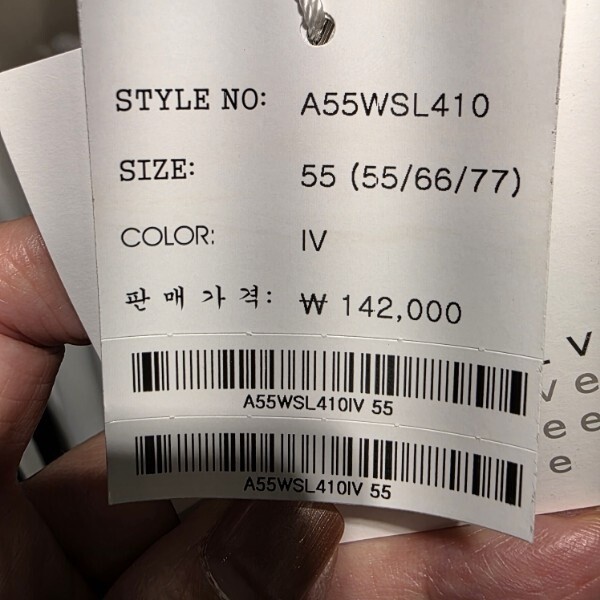 STYLE NO: A55WSL410
SIZE: 55 (55/66/77)
COLOR: IV
판매가격: ₩ 142,000
A55WSL410IV 55
A55WSL410IV 55